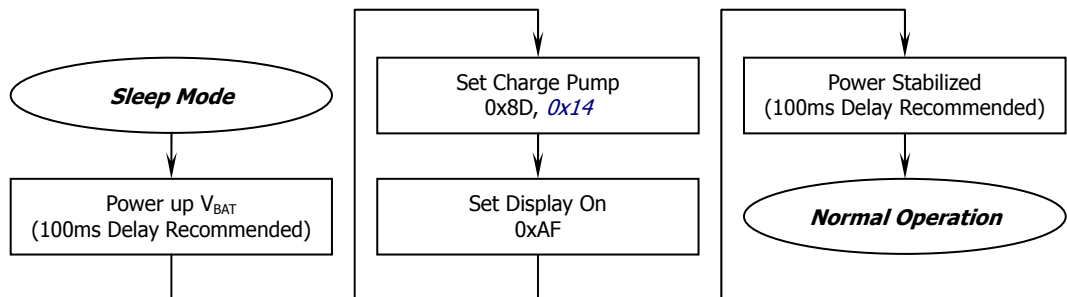 Sleep Mode
Power up VBAT
(100ms Delay Recommended)
Set Charge Pump
0x8D, 0x14
Set Display On
0xAF
Power Stabilized
(100ms Delay Recommended)
Normal Operation